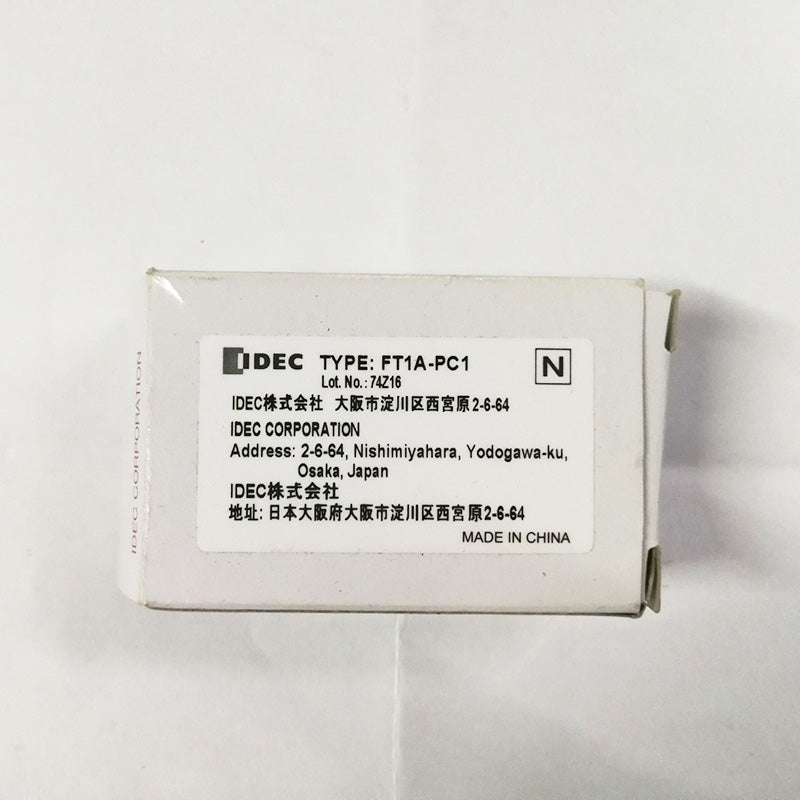 IDEC TYPE: FT1A-PC1 N
Lot. No.: 74Z16
IDEC株式会社 大阪市淀川区西宮原2-6-64
IDEC CORPORATION
Address: 2-6-64, Nishimiyahara, Yodogawa-ku,
Osaka, Japan
IDEC株式会社
地址: 日本大阪府大阪市淀川区西宮原2-6-64
MADE IN CHINA
IDEC CORPORATION